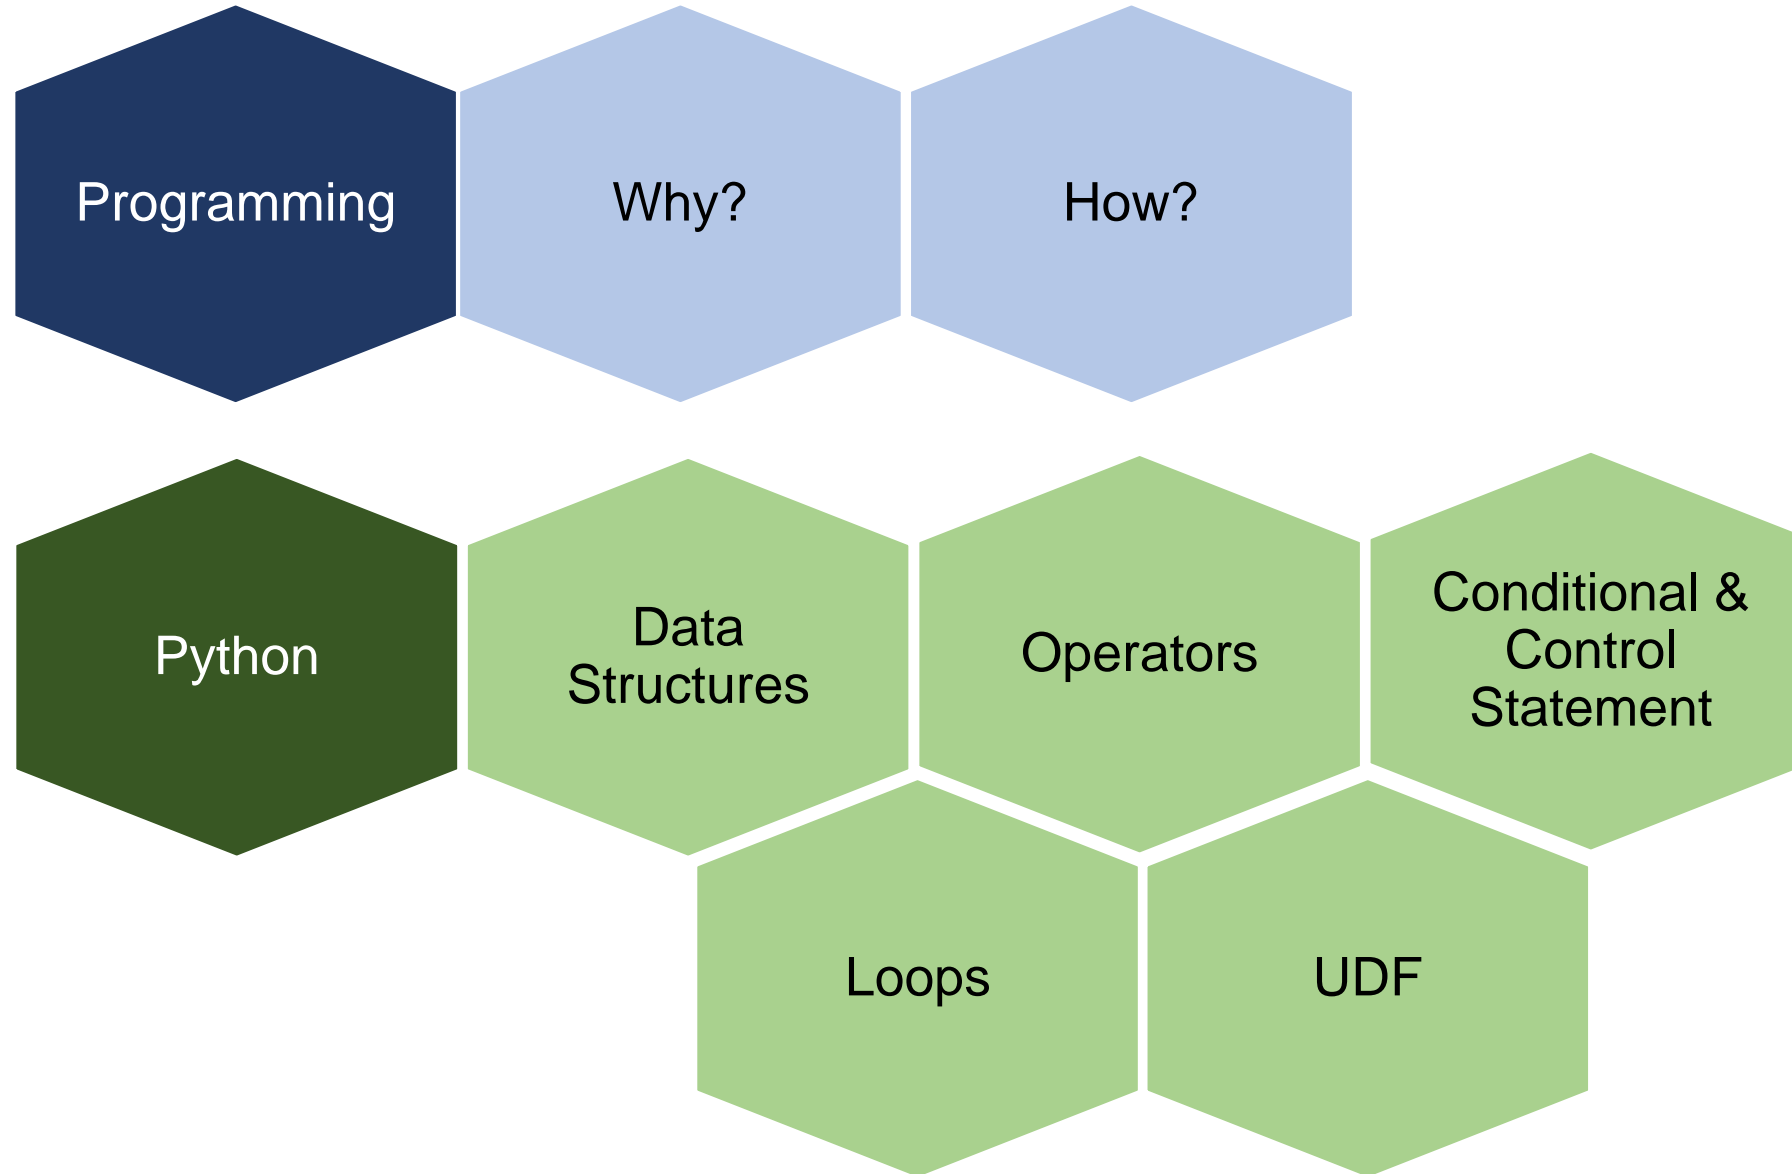 Programming
Why?
How?
Python
Data
Structures
Operators
Conditional &
Control
Statement
Loops
UDF